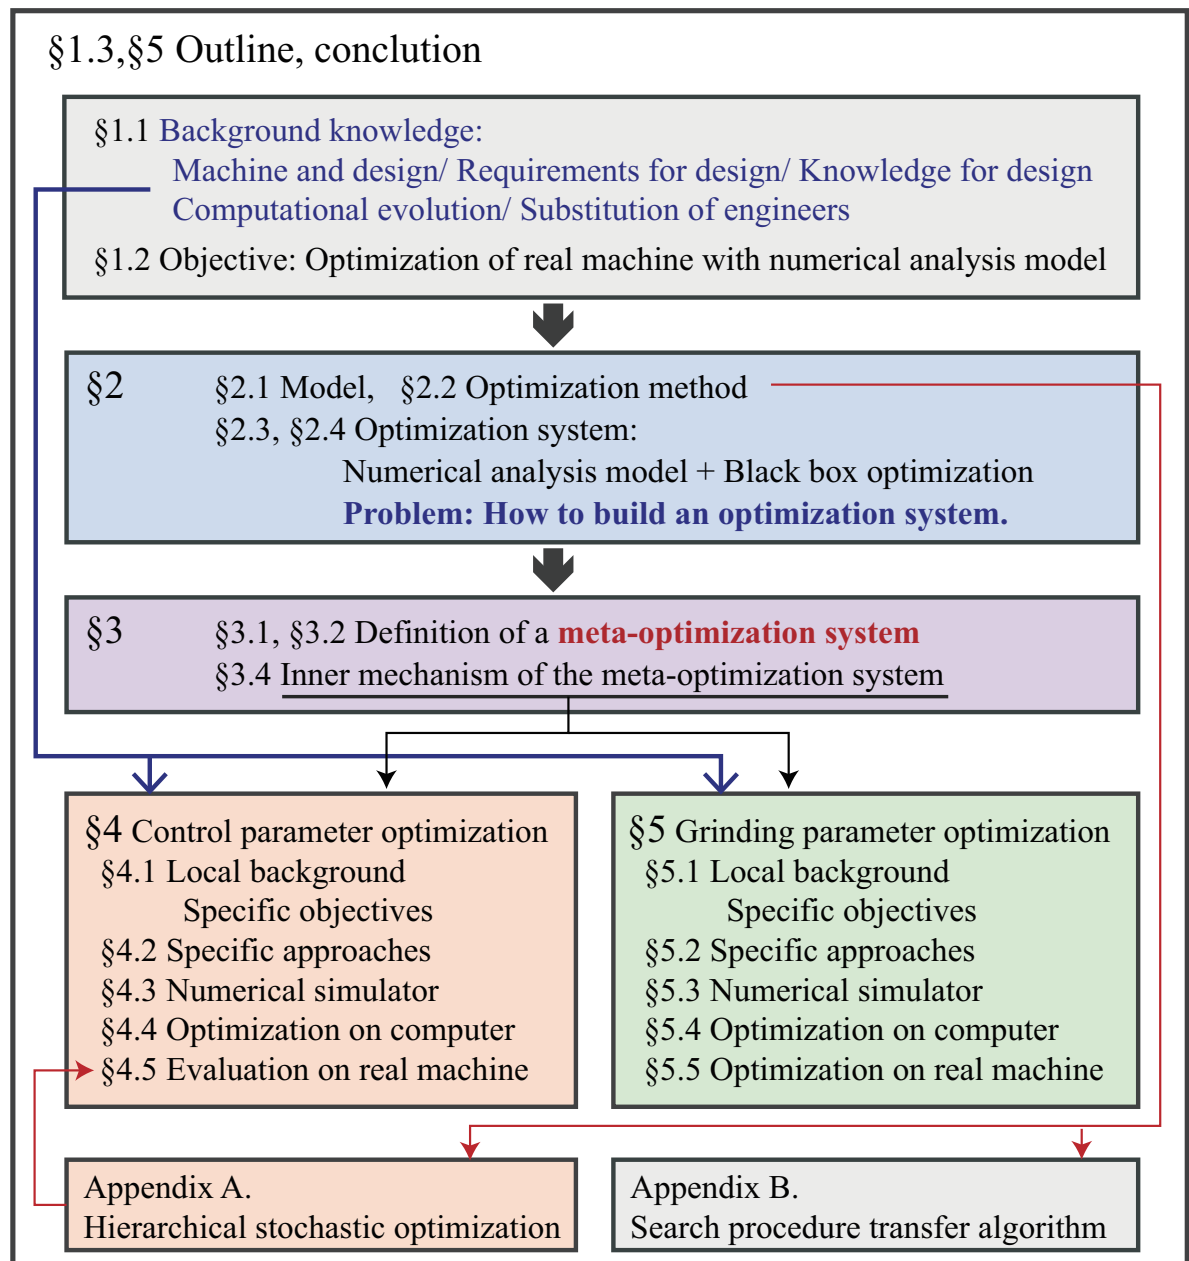 §1.3,§5 Outline, conclution
§1.1 Background knowledge:
Machine and design/ Requirements for design/ Knowledge for design
Computational evolution/ Substitution of engineers
§1.2 Objective: Optimization of real machine with numerical analysis model
§2 §2.1 Model, §2.2 Optimization method
§2.3, §2.4 Optimization system:
Numerical analysis model + Black box optimization
Problem: How to build an optimization system.
§3 §3.1, §3.2 Definition of a meta-optimization system
§3.4 Inner mechanism of the meta-optimization system
§4 Control parameter optimization
§4.1 Local background
Specific objectives
§4.2 Specific approaches
§4.3 Numerical simulator
§4.4 Optimization on computer
§4.5 Evaluation on real machine
§5 Grinding parameter optimization
§5.1 Local background
Specific objectives
§5.2 Specific approaches
§5.3 Numerical simulator
§5.4 Optimization on computer
§5.5 Optimization on real machine
Appendix A.
Hierarchical stochastic optimization
Appendix B.
Search procedure transfer algorithm